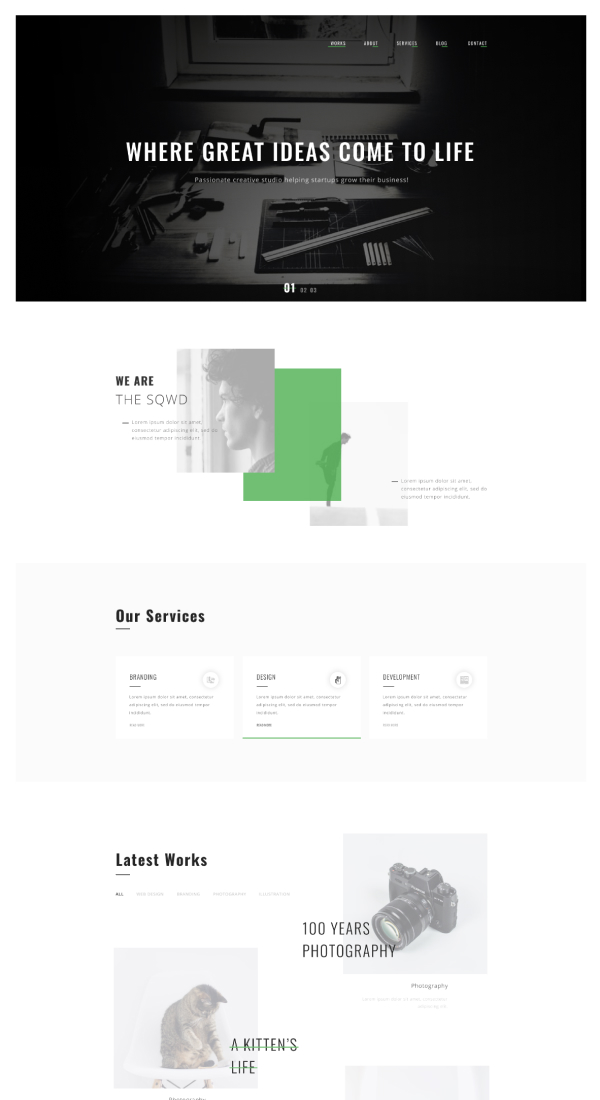 WORKS ABOUT SERVICES BLOG CONTACT
WHERE GREAT IDEAS COME TO LIFE
Passionate creative studio helping startups grow their business!
01 02 03
WE ARE
THE SQWD
Lorem ipsum dolor sit amet,
consectetur adipiscing elit, sed do
eiusmod tempor incididunt.
Lorem ipsum dolor sit amet,
consectetur adipiscing elit, sed do
eiusmod tempor incididunt.
Our Services
BRANDING
Lorem ipsum dolor sit amet, consectetur
adipiscing elit, sed do eiusmod tempor
incididunt.
READ MORE
DESIGN
Lorem ipsum dolor sit amet, consectetur
adipiscing elit, sed do eiusmod tempor
incididunt.
READ MORE
DEVELOPMENT
Lorem ipsum dolor sit amet, consectetur
adipiscing elit, sed do eiusmod tempor
incididunt.
READ MORE
Latest Works
ALL WEB DESIGN BRANDING PHOTOGRAPHY ILLUSTRATION
100 YEARS
PHOTOGRAPHY
Photography
Lorem ipsum dolor sit amet, consectetur
adipiscing elit.
A KITTEN'S
LIFE
Photography